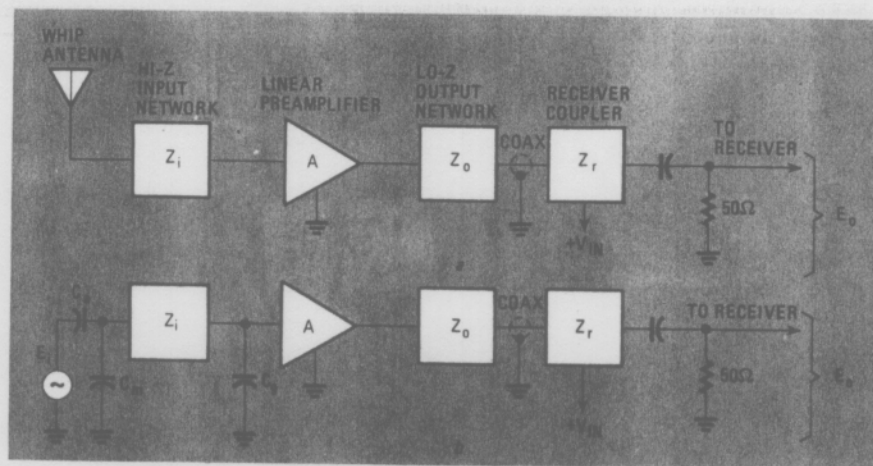 WHIP
ANTENNA
HI-Z
INPUT
NETWORK
LINEAR
PREAMPLIFIER
LO-Z
OUTPUT
NETWORK
RECEIVER
COUPLER
COAX
TO
RECEIVER
Zi
A
Zo
Zr
50Ω
Eo
+VIN
a
COAX
TO RECEIVER
Zi
A
Zo
Zr
~
50Ω
+VIN